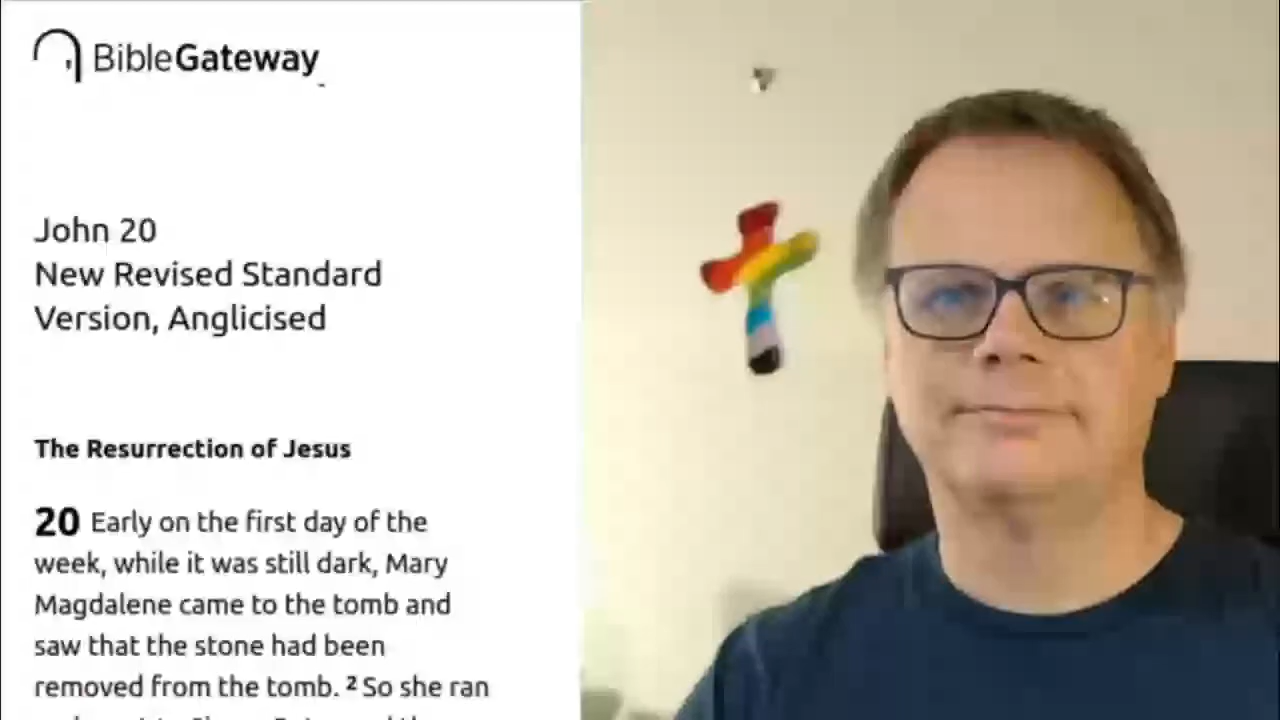 BibleGateway
John 20
New Revised Standard
Version, Anglicised
The Resurrection of Jesus
20 Early on the first day of the
week, while it was still dark, Mary
Magdalene came to the tomb and
saw that the stone had been
removed from the tomb. 2 So she ran